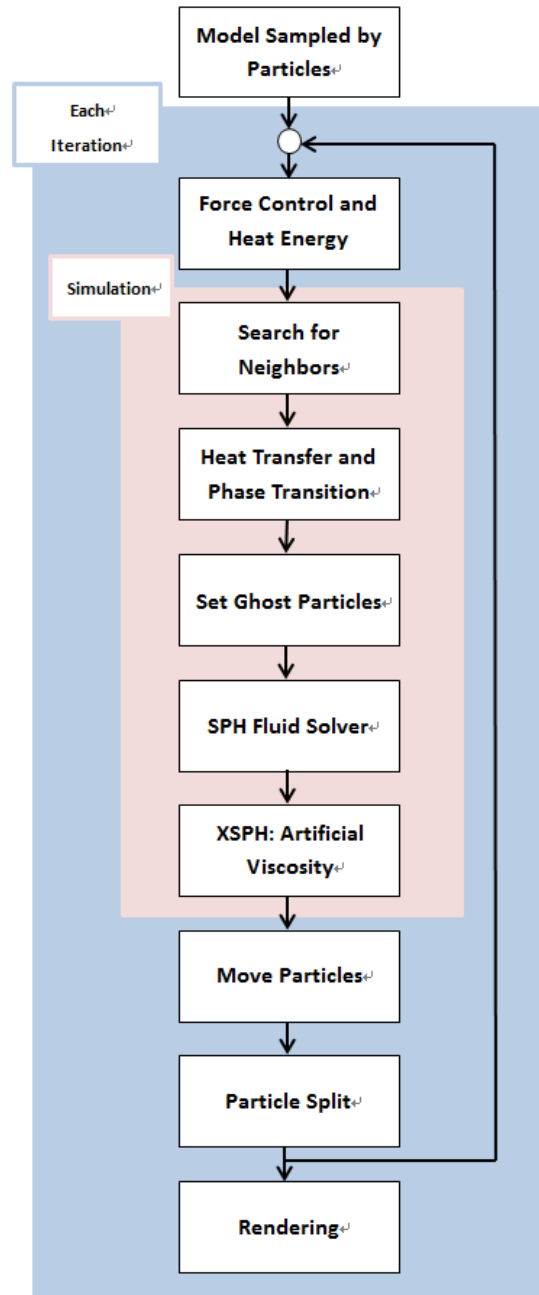 Model Sampled by
Particles↵
Each↵
Iteration↵
Force Control and
Heat Energy
Simulation↵
Search for
Neighbors↵
Heat Transfer and
Phase Transition↵
Set Ghost Particles↵
SPH Fluid Solver↵
XSPH: Artificial
Viscosity↵
Move Particles↵
Particle Split↵
Rendering↵